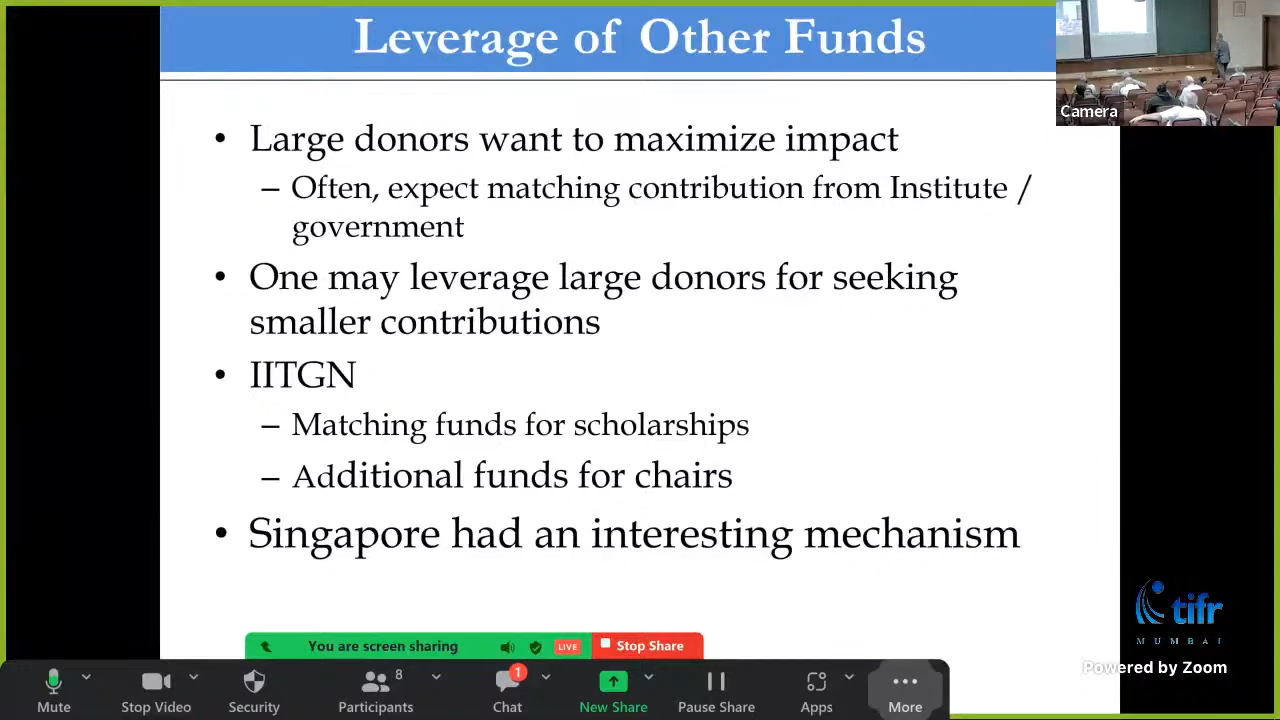 Leverage of Other Funds
Camera
• Large donors want to maximize impact
– Often, expect matching contribution from Institute /
government
• One may leverage large donors for seeking
smaller contributions
• IITGN
– Matching funds for scholarships
– Additional funds for chairs
• Singapore had an interesting mechanism
tifr
MUMBAI
Powered by Zoom
You are screen sharing
LIVE
Stop Share
8
1
Mute
Stop Video
Security
Participants
Chat
New Share
Pause Share
Apps
More